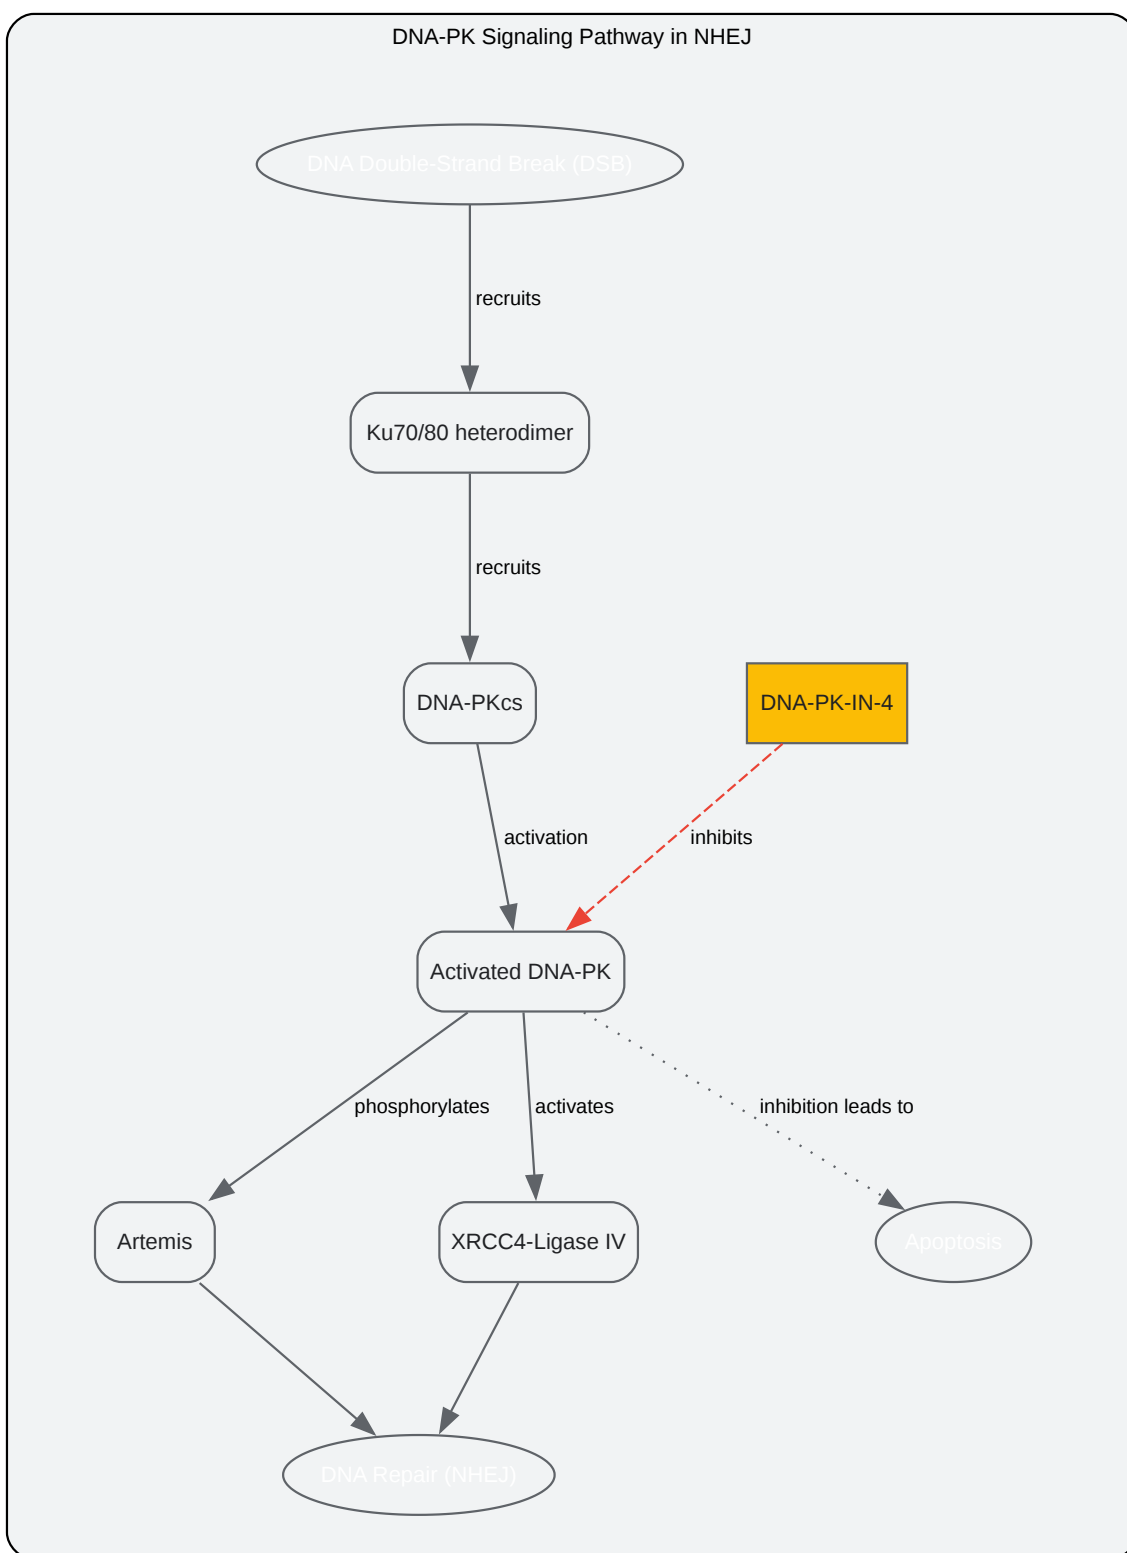 DNA-PK Signaling Pathway in NHEJ
DNA Double-Strand Break (DSB)
recruits
Ku70/80 heterodimer
recruits
DNA-PKcs
DNA-PK-IN-4
activation
inhibits
Activated DNA-PK
phosphorylates
activates
inhibition leads to
Artemis
XRCC4-Ligase IV
Apoptosis
DNA Repair (NHEJ)